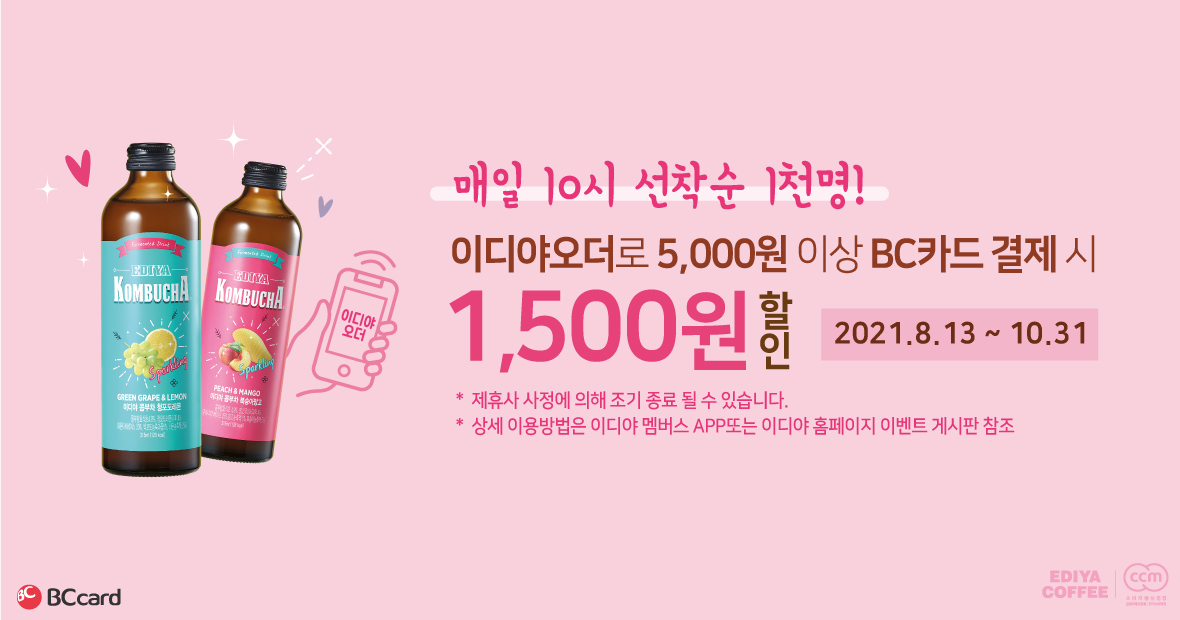 매일 10시 선착순 1천명!
이디야오더로 5,000원 이상 BC카드 결제 시
1,500원 할인
2021.8.13 ~ 10.31
* 제휴사 사정에 의해 조기 종료 될 수 있습니다.
* 상세 이용방법은 이디야 멤버스 APP또는 이디야 홈페이지 이벤트 게시판 참조
Fermented Drink
EDIYA
KOMBUCHA
Sparkling
GREEN GRAPE & LEMON
이디야 콤부차 청포도레몬
Fermented Drink
EDIYA
KOMBUCHA
Sparkling
PEACH & MANGO
이디야 콤부차 복숭아망고
이디야
오더
BC
BCcard
EDIYA
COFFEE
ccm